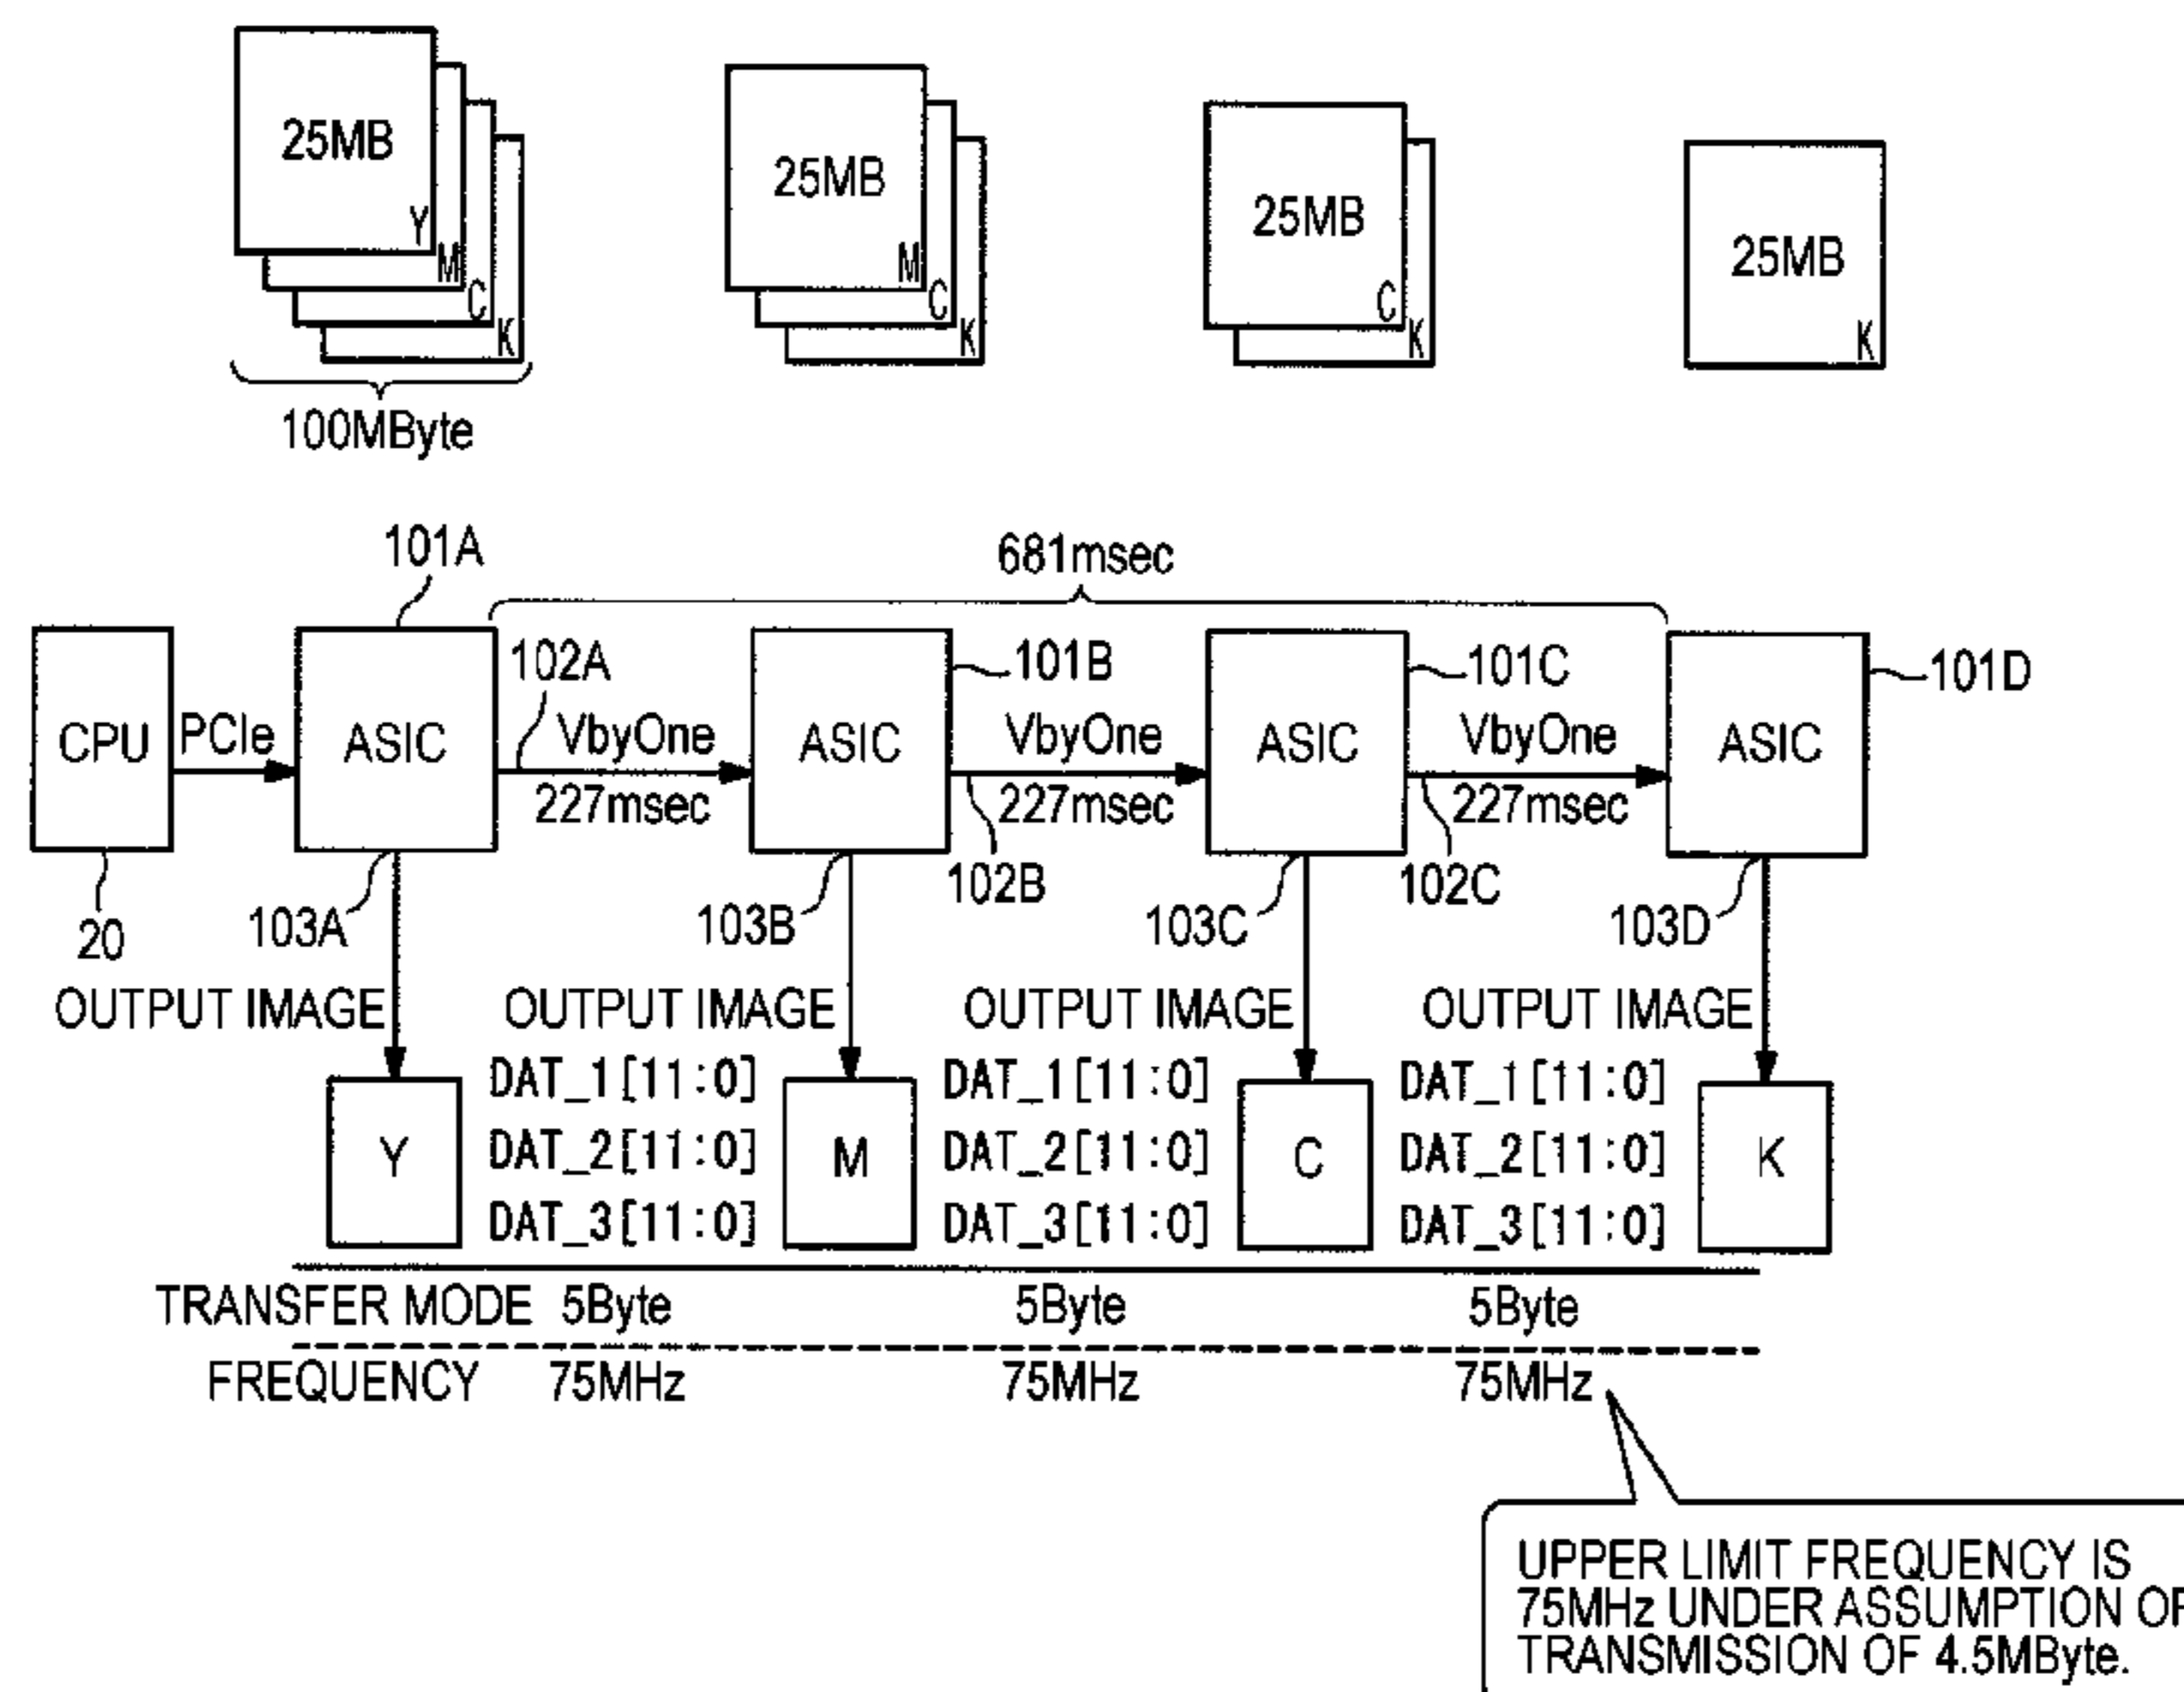 25MB
Y
M
C
K
25MB
M
C
K
25MB
C
K
25MB
K
100MByte
101A
681msec
102A
101B
101C
101D
CPU
PCIe
ASIC
VbyOne
ASIC
VbyOne
ASIC
VbyOne
ASIC
227msec
227msec
227msec
20
103A
103B
102B
103C
102C
103D
OUTPUT IMAGE
OUTPUT IMAGE
OUTPUT IMAGE
OUTPUT IMAGE
Y
DAT_1[11:0]
DAT_2[11:0]
DAT_3[11:0]
M
DAT_1[11:0]
DAT_2[11:0]
DAT_3[11:0]
C
DAT_1[11:0]
DAT_2[11:0]
DAT_3[11:0]
K
TRANSFER MODE 5Byte 5Byte 5Byte
FREQUENCY 75MHz 75MHz 75MHz
UPPER LIMIT FREQUENCY IS
75MHz UNDER ASSUMPTION OF
TRANSMISSION OF 4.5MByte.